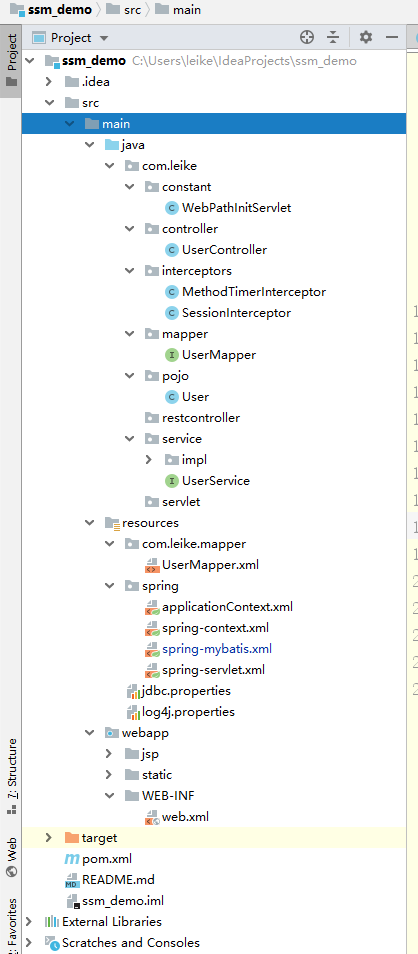 ssm_demo src main
Project
ssm_demo C:\Users\leike\IdeaProjects\ssm_demo
.idea
src
main
java
com.leike
constant
WebPathInitServlet
controller
UserController
interceptors
MethodTimerInterceptor
SessionInterceptor
mapper
UserMapper
pojo
User
restcontroller
service
impl
UserService
servlet
resources
com.leike.mapper
UserMapper.xml
spring
applicationContext.xml
spring-context.xml
spring-mybatis.xml
spring-servlet.xml
jdbc.properties
log4j.properties
webapp
jsp
static
WEB-INF
web.xml
target
pom.xml
README.md
ssm_demo.iml
External Libraries
Scratches and Consoles
Project
Z: Structure
Web
Favorites